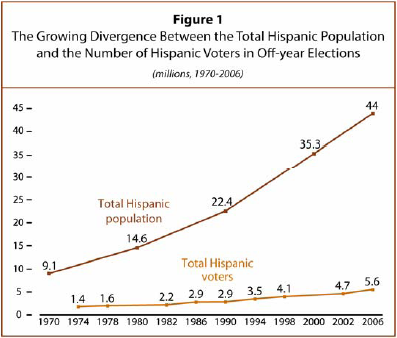 Figure 1
The Growing Divergence Between the Total Hispanic Population
and the Number of Hispanic Voters in Off-year Elections
(millions, 1970-2006)
45
40
35
30
25
20
15
10
5
0
44
35.3
22.4
14.6
9.1
Total Hispanic
population
Total Hispanic
voters
1.4 1.6 2.2 2.9 2.9 3.5 4.1 4.7 5.6
1970 1974 1978 1980 1982 1986 1990 1994 1998 2000 2002 2006